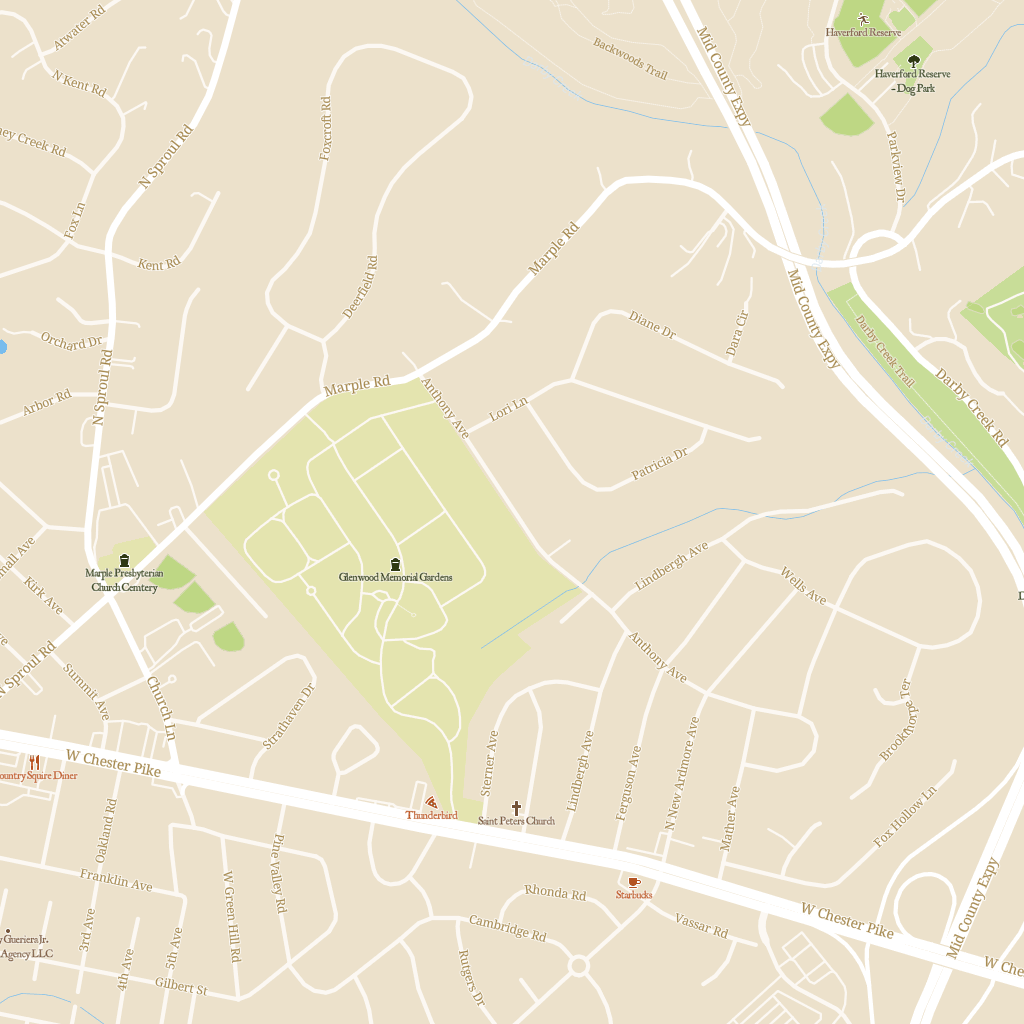 Atwater Rd
N Kent Rd
ney Creek Rd
Fox Ln
N Sproul Rd
Kent Rd
Foxcroft Rd
Deerfield Rd
Backwoods Trail
Mid County Expy
Haverford Reserve
Haverford Reserve
- Dog Park
Parkview Dr
Marple Rd
Mid County Expy
Darby Creek Trail
Darby Creek Rd
Diane Dr
Dara Cir
Orchard Dr
N Sproul Rd
Arbor Rd
Marple Rd
Anthony Ave
Lori Ln
Patricia Dr
Marple Presbyterian
Church Cemtery
Glenwood Memorial Gardens
Lindbergh Ave
Wells Ave
Kirk Ave
N Sproul Rd
Summit Ave
Church Ln
Strathaven Dr
Anthony Ave
Brookthorpe Ter
W Chester Pike
ountry Squire Diner
Thunderbird
Sterner Ave
Saint Peters Church
Lindbergh Ave
Ferguson Ave
N New Ardmore Ave
Mather Ave
Fox Hollow Ln
Oakland Rd
Franklin Ave
Pine Valley Rd
W Green Hill Rd
3rd Ave
4th Ave
5th Ave
Gilbert St
y Gueriera Jr.
Agency LLC
Rhonda Rd
Cambridge Rd
Rutgers Dr
Starbucks
Vassar Rd
W Chester Pike
Mid County Expy
W Che